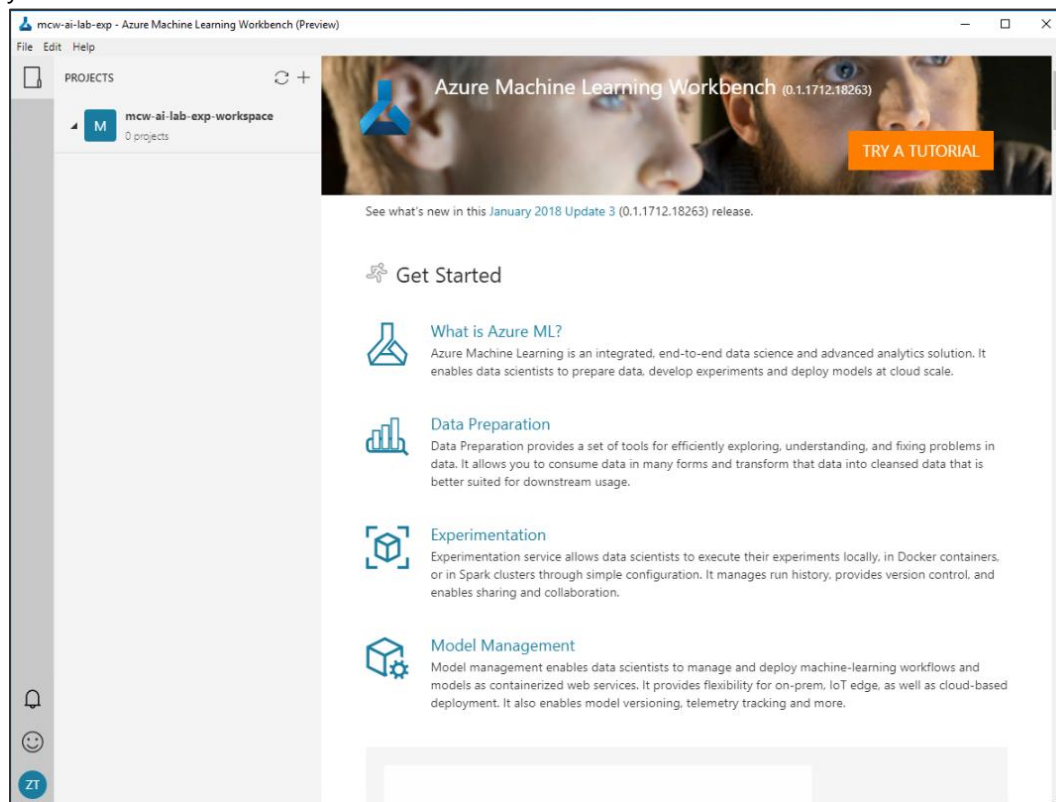 y
mcw-ai-lab-exp - Azure Machine Learning Workbench (Preview)
File Edit Help
PROJECTS
M
mcw-ai-lab-exp-workspace
0 projects
Azure Machine Learning Workbench (0.1.1712.18263)
TRY A TUTORIAL
See what's new in this January 2018 Update 3 (0.1.1712.18263) release.
Get Started
What is Azure ML?
Azure Machine Learning is an integrated, end-to-end data science and advanced analytics solution. It
enables data scientists to prepare data, develop experiments and deploy models at cloud scale.
Data Preparation
Data Preparation provides a set of tools for efficiently exploring, understanding, and fixing problems in
data. It allows you to consume data in many forms and transform that data into cleansed data that is
better suited for downstream usage.
Experimentation
Experimentation service allows data scientists to execute their experiments locally, in Docker containers,
or in Spark clusters through simple configuration. It manages run history, provides version control, and
enables sharing and collaboration.
Model Management
Model management enables data scientists to manage and deploy machine-learning workflows and
models as containerized web services. It provides flexibility for on-prem, IoT edge, as well as cloud-based
deployment. It also enables model versioning, telemetry tracking and more.
ZT